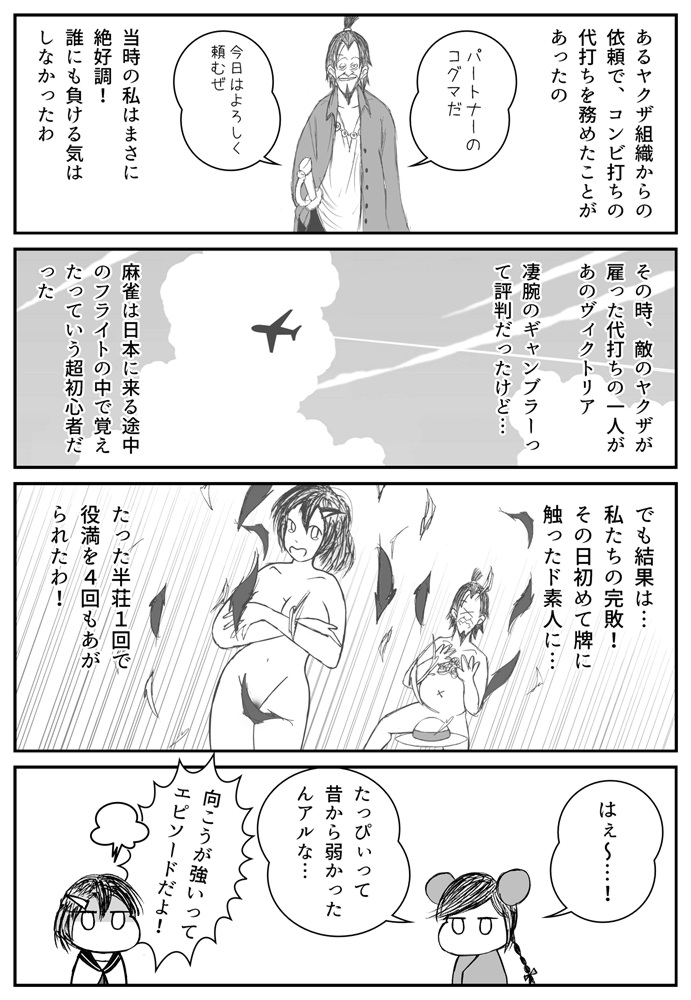 あるヤクザ組織からの
依頼で、コンビ打ちの
代打ちを務めたことが
あったの
パートナーの
コグマだ
今日はよろしく
頼むぜ
当時の私はまさに
絶好調！
誰にも負ける気は
しなかったわ
その時、敵のヤクザが
雇った代打ちの一人が
あのヴィクトリア
凄腕のギャンブラーっ
て評判だったけど…
麻雀は日本に来る途中
のフライトの中で覚え
たっていう超初心者だ
った
でも結果は…
私たちの完敗！
その日初めて牌に
触ったド素人に…
たった半荘１回で
役満を４回もあが
られたわ！
はぇ～…！
たっぴぃって
昔から弱かった
んアルな…
向こうが強いって
エピソードだよ！